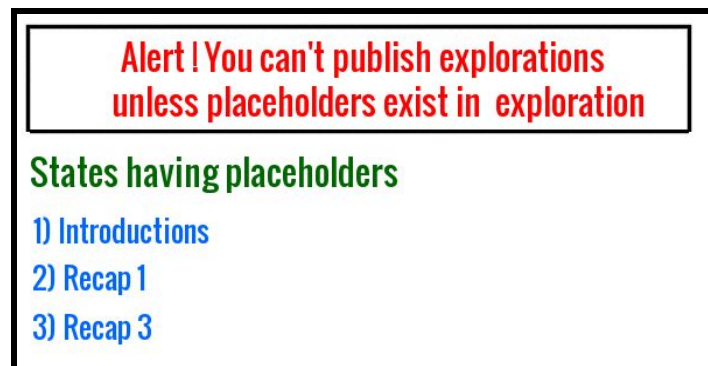 Alert ! You can't publish explorations
unless placeholders exist in exploration
States having placeholders
1) Introductions
2) Recap 1
3) Recap 3